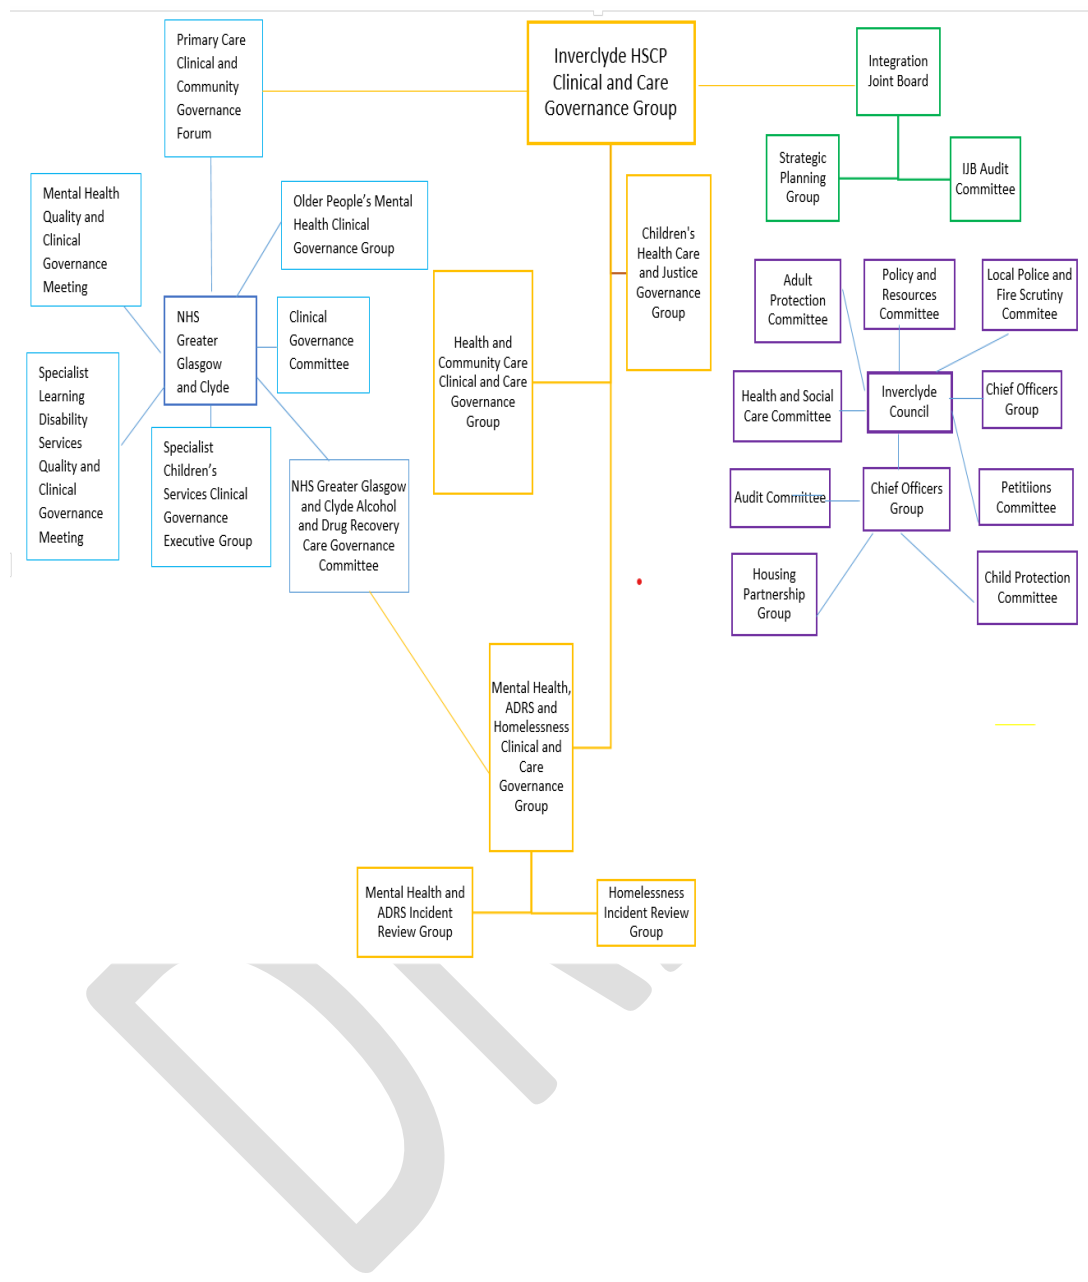 Primary Care
Clinical and
Community
Governance
Forum
Inverclyde HSCP
Clinical and Care
Governance Group
Integration
Joint Board
Strategic
Planning
Group
IJB Audit
Committee
Mental Health
Quality and
Clinical
Governance
Meeting
Older People's Mental
Health Clinical
Governance Group
Children's
Health Care
and Justice
Governance
Group
NHS
Greater
Glasgow
and Clyde
Clinical
Governance
Committee
Health and
Community Care
Clinical and Care
Governance
Group
Adult
Protection
Committee
Policy and
Resources
Committee
Local Police and
Fire Scrutiny
Commitee
Specialist
Learning
Disability
Services
Quality and
Clinical
Governance
Meeting
Specialist
Children's
Services Clinical
Governance
Executive Group
NHS Greater Glasgow
and Clyde Alcohol
and Drug Recovery
Care Governance
Committee
Health and Social
Care Committee
Inverclyde
Council
Chief Officers
Group
Audit Committee
Chief Officers
Group
Petitiions
Committee
Housing
Partnership
Group
Child Protection
Committee
Mental Health,
ADRS and
Homelessness
Clinical and
Care
Governance
Group
Mental Health and
ADRS Incident
Review Group
Homelessness
Incident Review
Group